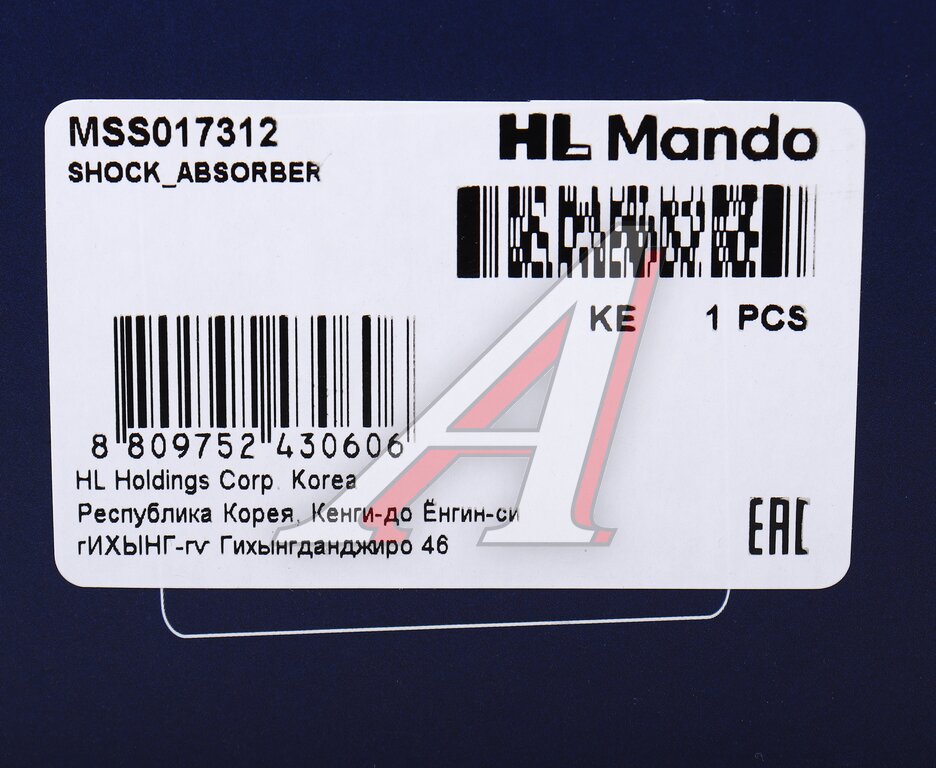 MSS017312
SHOCK_ABSORBER
HL Mando
KE 1 PCS
8 809752 430606
HL Holdings Corp. Korea
Республика Корея, Кенги-до Ёнгин-си
гИХЫНГ-гу Гихынгданджиро 46
EAC